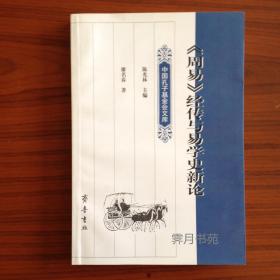 《周易》经传与易学史新论
中国孔子基金会文库
陈光林 主编
廖名春 著
齐鲁书社
霁月书苑